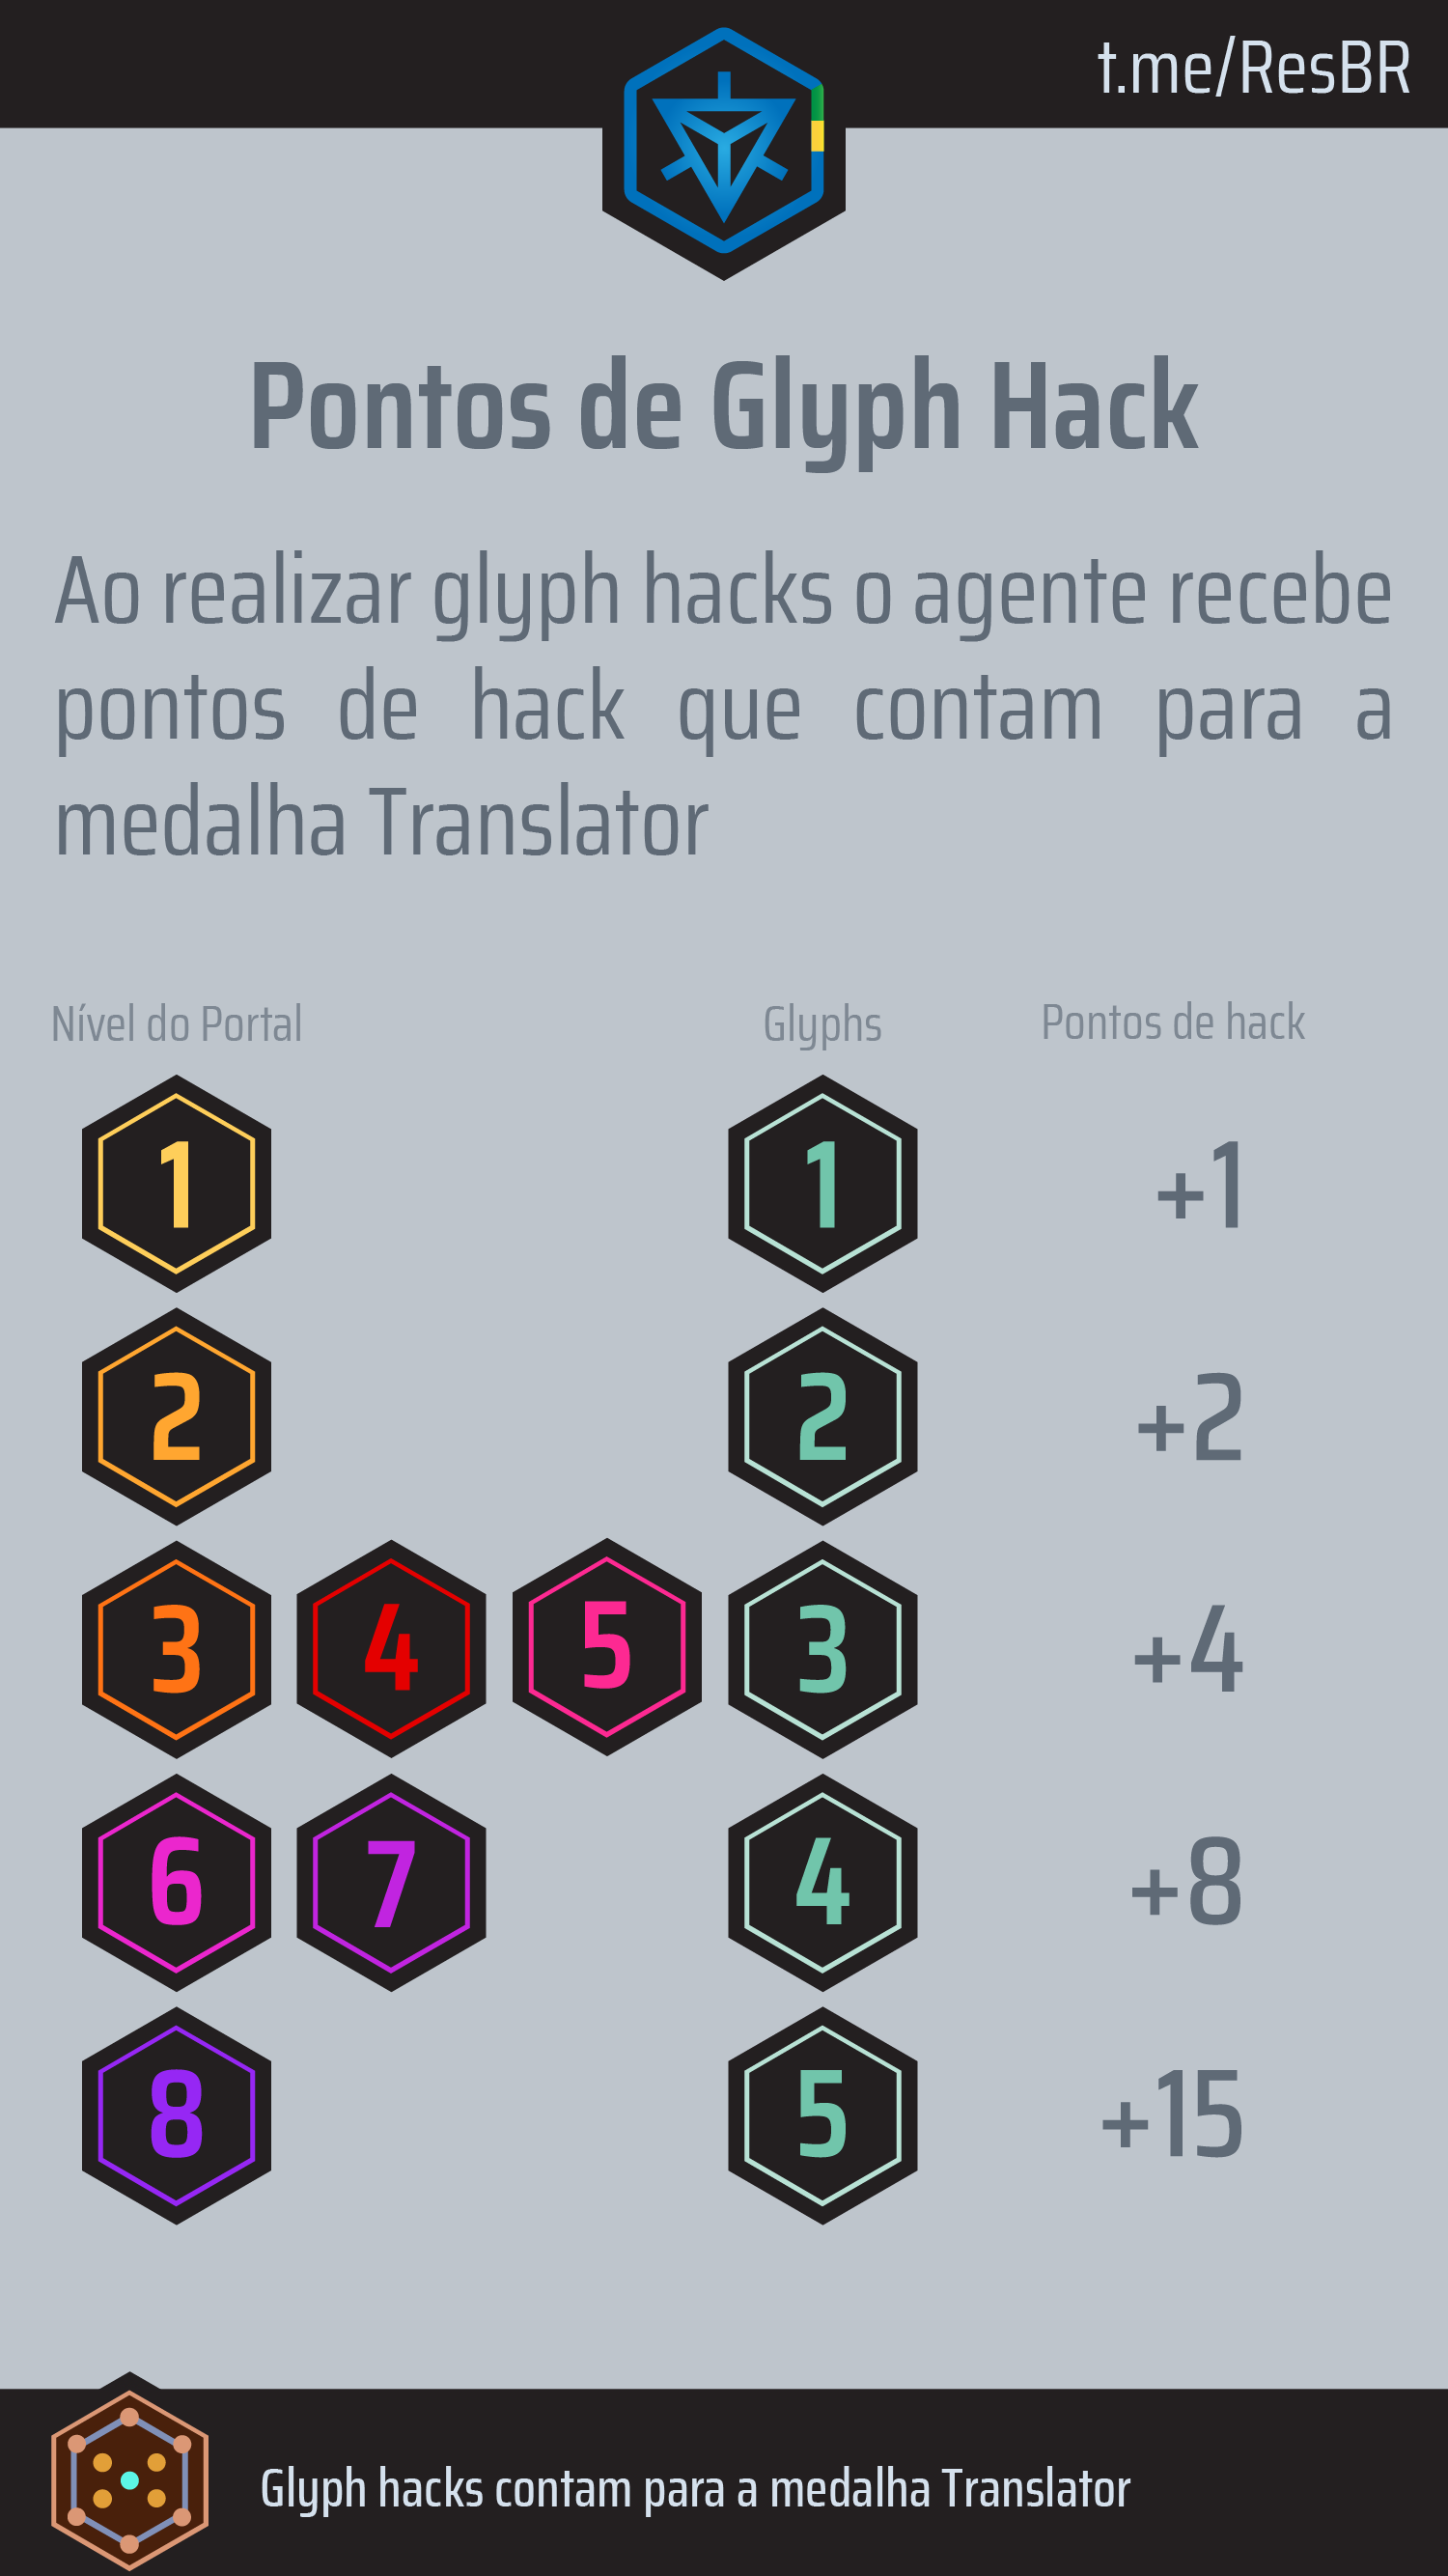 t.me/ResBR
Pontos de Glyph Hack
Ao realizar glyph hacks o agente recebe
pontos de hack que contam para a
medalha Translator
Nível do Portal Glyphs Pontos de hack
1 1 +1
2 2 +2
3 4 5 3 +4
6 7 4 +8
8 5 +15
Glyph hacks contam para a medalha Translator